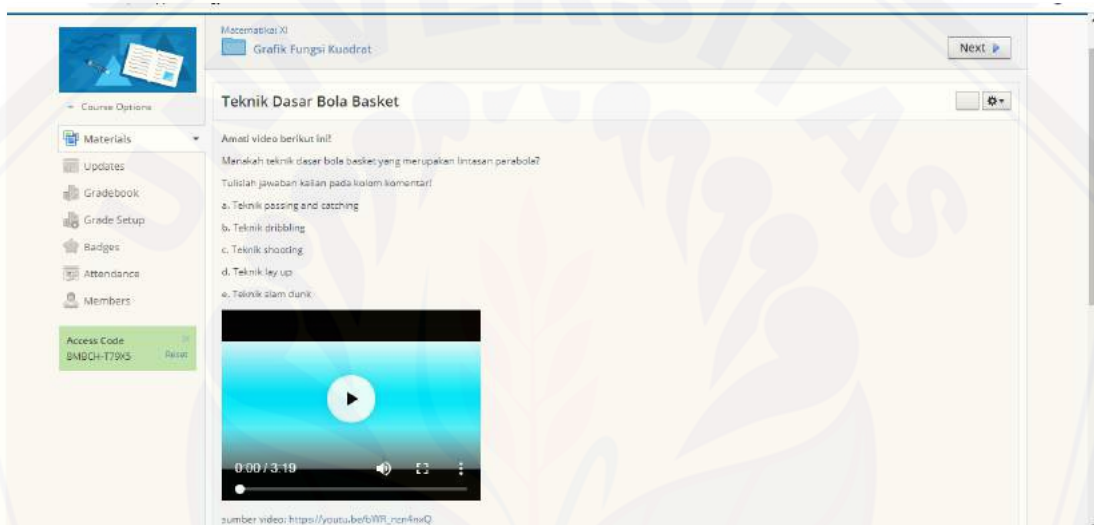 Matematika XI
Grafik Fungsi Kuadrat
Next
Course Options
Materials
Updates
Gradebook
Grade Setup
Badges
Attendance
Members
Access Code
Reset
Teknik Dasar Bola Basket
Amati video berikut ini!
Manakah teknik dasar bola basket yang merupakan lintasan parabola?
Tulislah jawaban kalian pada kolom komentar!
a. Teknik passing and catching
b. Teknik dribbling
c. Teknik shooting
d. Teknik lay up
e. Teknik slam dunk
0:00 / 3:19
sumber video:
UNIVERSITAS